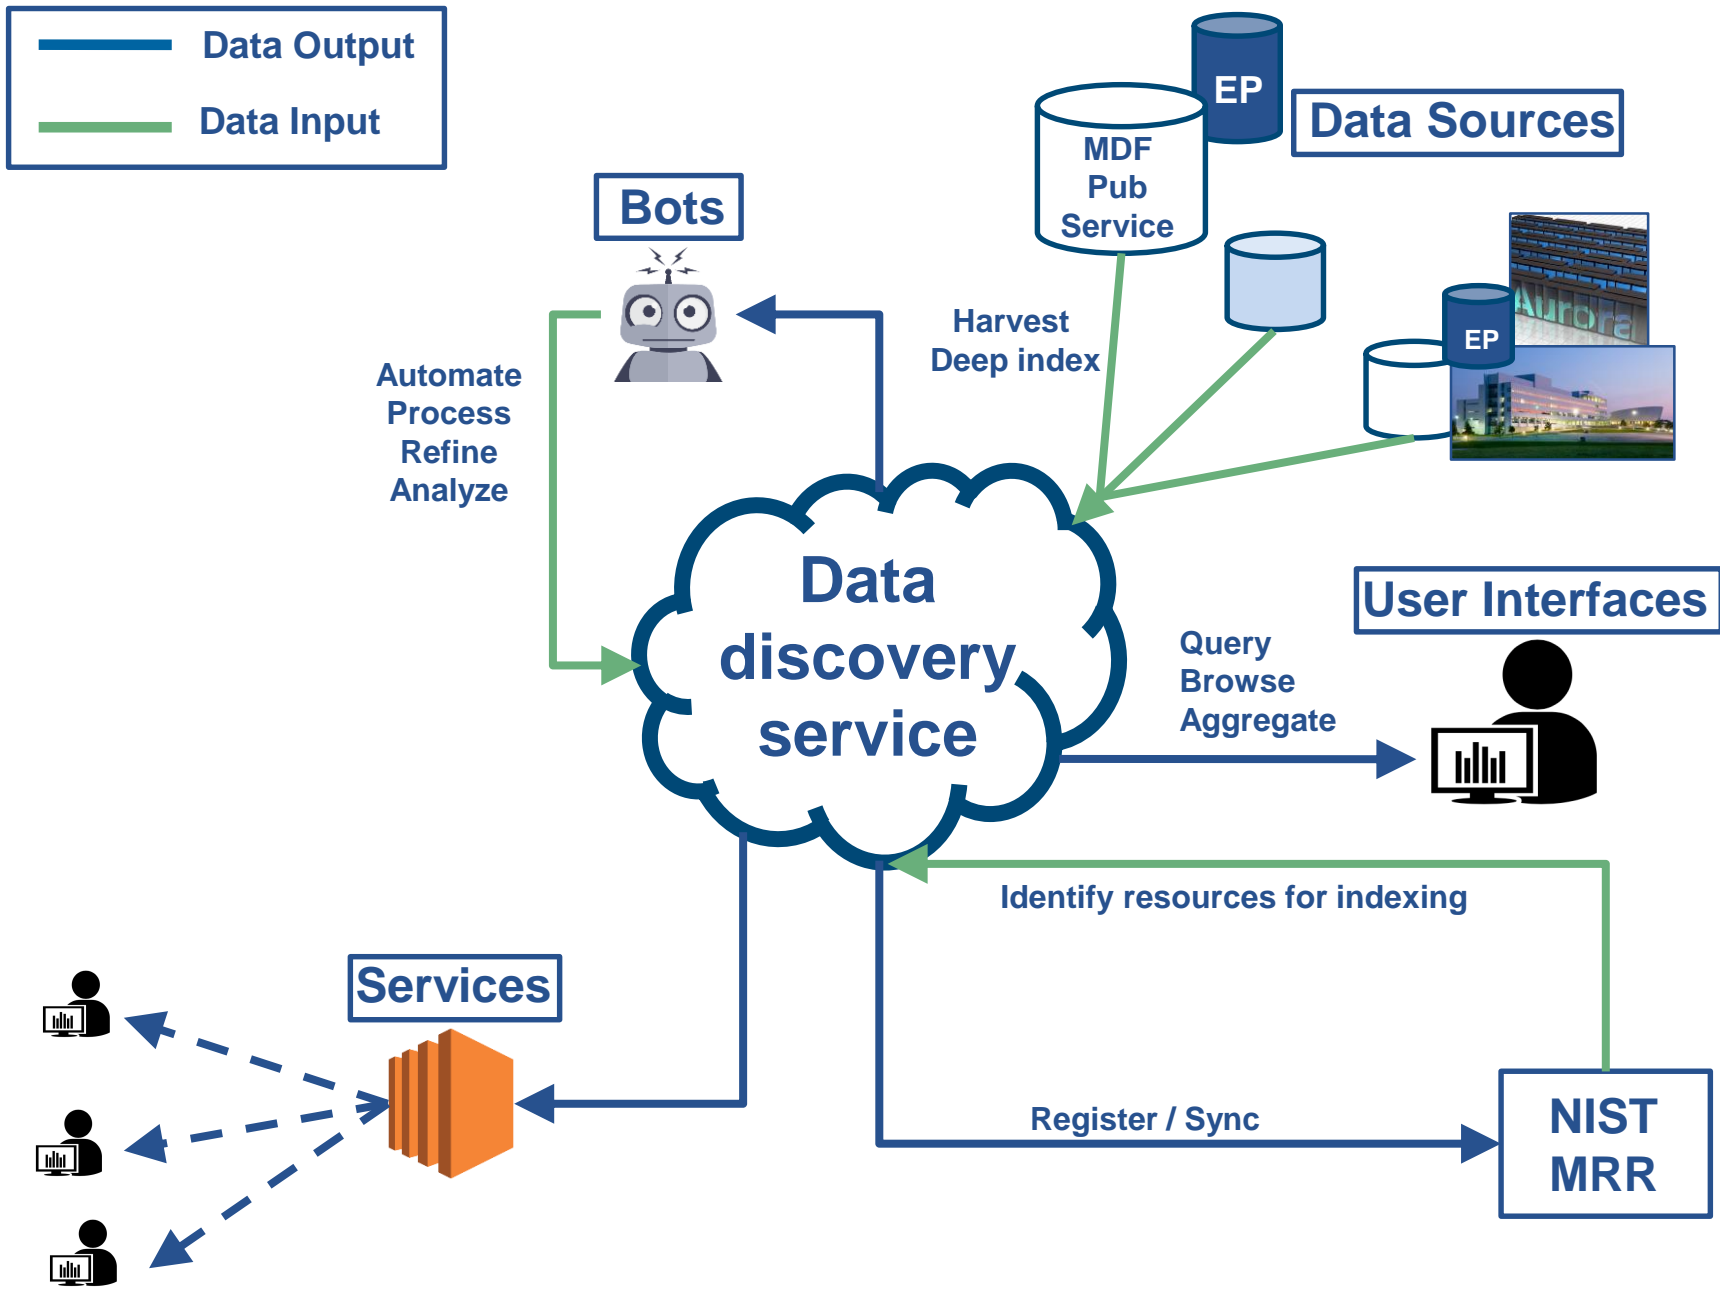 Data Output
Data Input
EP
Data Sources
MDF
Pub
Service
Bots
Aurora
EP
Harvest
Deep index
Automate
Process
Refine
Analyze
Data
discovery
service
User Interfaces
Query
Browse
Aggregate
Identify resources for indexing
Services
Register / Sync
NIST
MRR